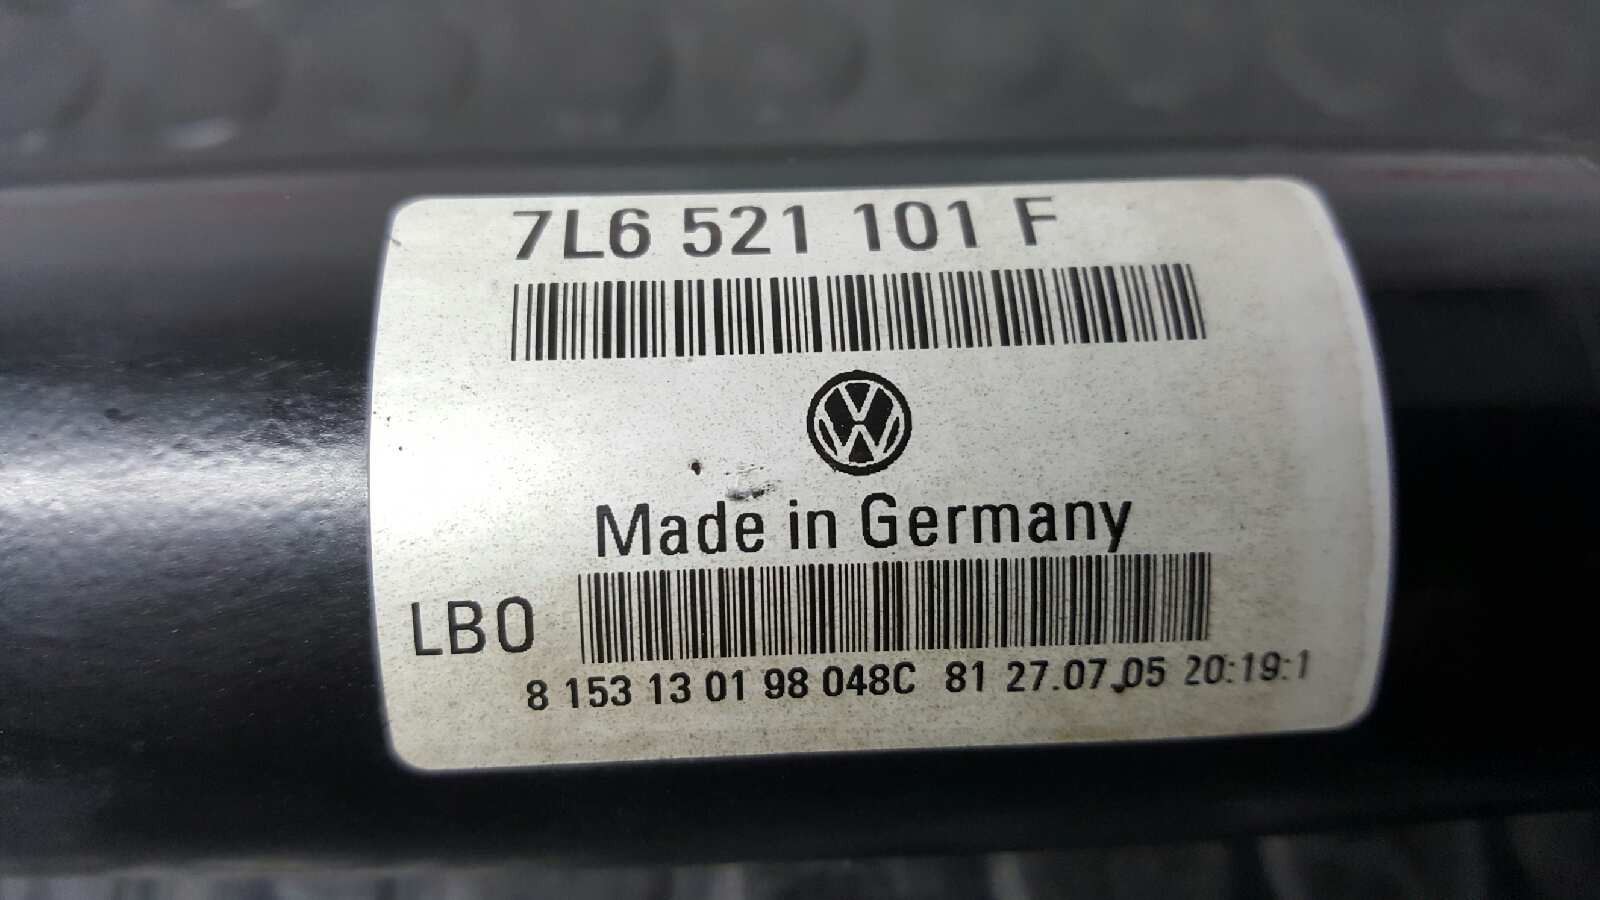 7L6 521 101 F
Made in Germany
LBO
8 153 13 01 98 048C 81 27.07.05 20:19:1